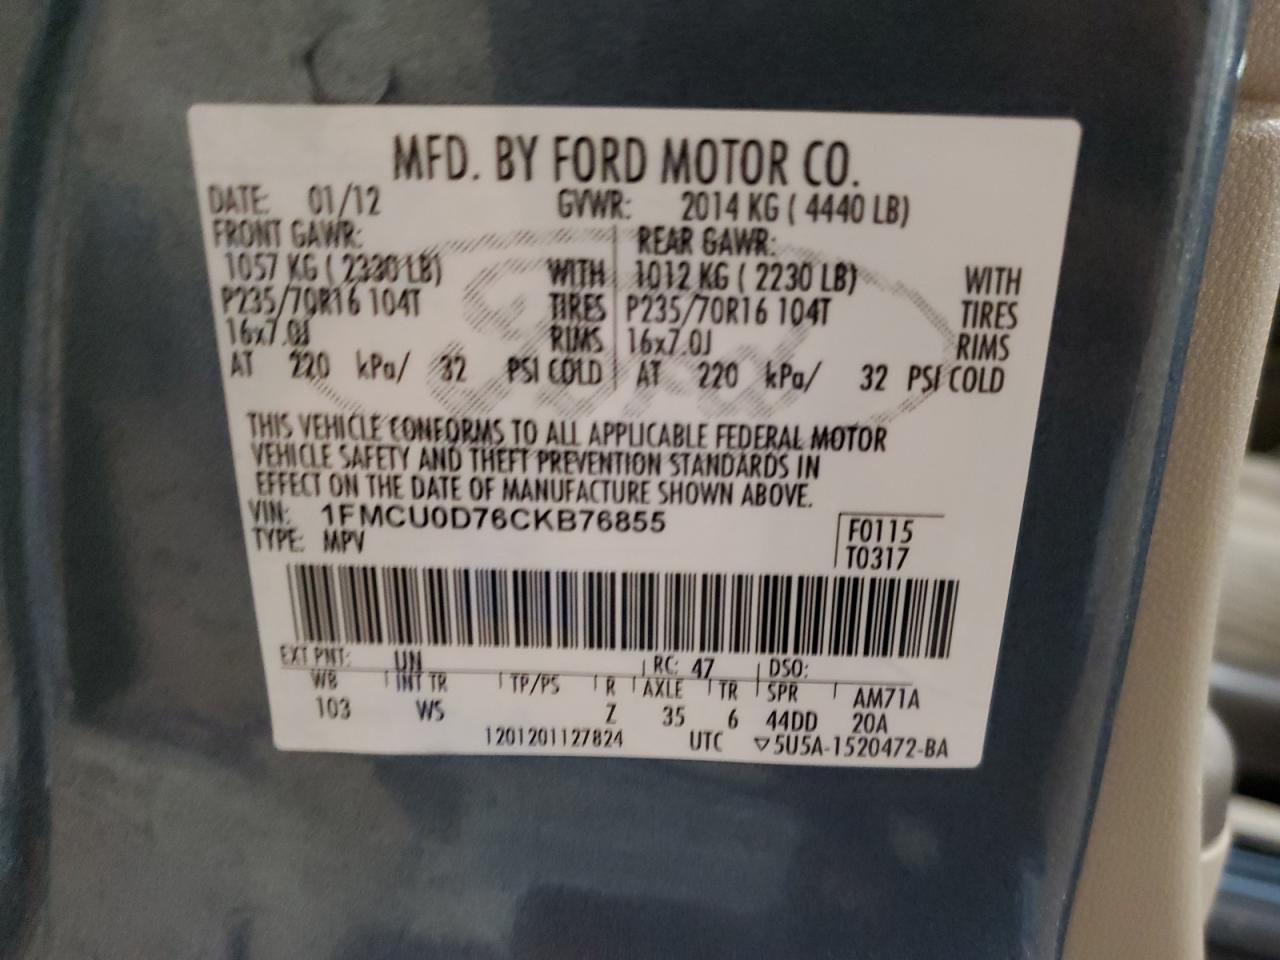 MFD. BY FORD MOTOR CO.
DATE: 01/12 GVWR: 2014 KG ( 4440 LB)
FRONT GAWR: REAR GAWR:
1057 KG ( 2330 LB) WITH 1012 KG ( 2230 LB) WITH
P235/70R16 104T TIRES P235/70R16 104T TIRES
16x7.0J RIMS 16x7.0J RIMS
AT 220 kPa/ 32 PSI COLD AT 220 kPa/ 32 PSI COLD
Ford
THIS VEHICLE CONFORMS TO ALL APPLICABLE FEDERAL MOTOR
VEHICLE SAFETY AND THEFT PREVENTION STANDARDS IN
EFFECT ON THE DATE OF MANUFACTURE SHOWN ABOVE.
VIN: 1FMCU0D76CKB76855 F0115
TYPE: MPV T0317
EXT PNT: UN RC: 47 DSO:
WB INT TR TP/PS R AXLE TR SPR AM71A
103 WS Z 35 6 44DD 20A
1201201127824 UTC ▽5U5A-1520472-BA